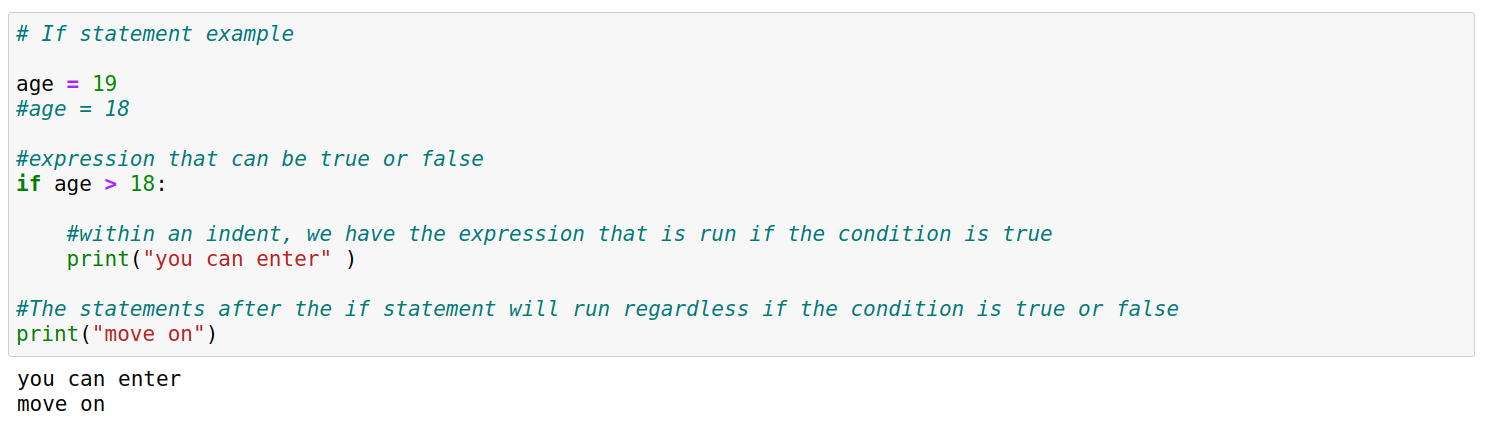 # If statement example
age = 19
#age = 18
#expression that can be true or false
if age > 18:
    #within an indent, we have the expression that is run if the condition is true
    print("you can enter" )
#The statements after the if statement will run regardless if the condition is true or false
print("move on")
you can enter
move on